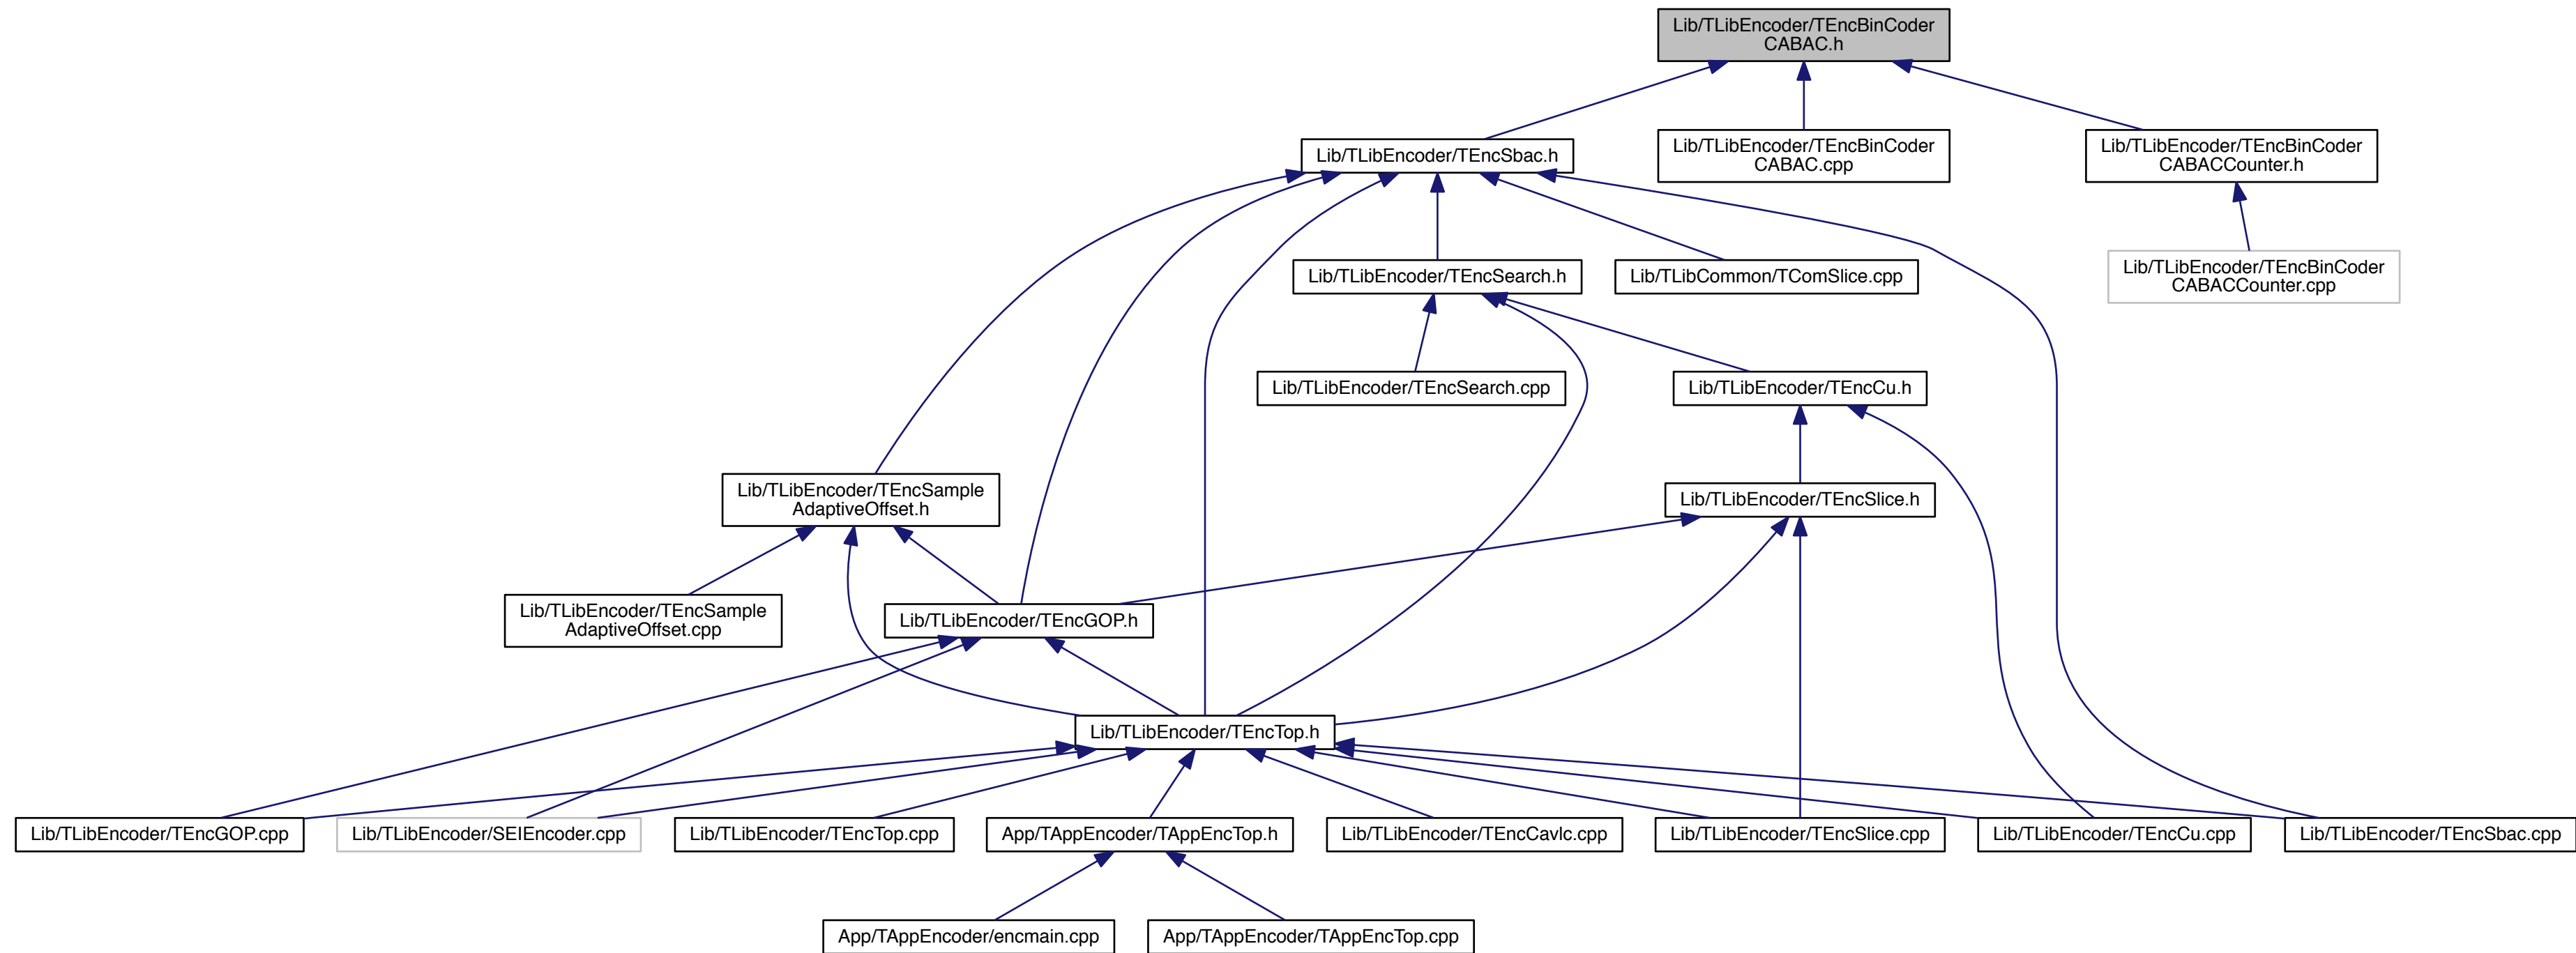 Lib/TLibEncoder/TEncBinCoder
CABAC.h
Lib/TLibEncoder/TEncSbac.h
Lib/TLibEncoder/TEncBinCoder
CABAC.cpp
Lib/TLibEncoder/TEncBinCoder
CABACCounter.h
Lib/TLibEncoder/TEncSearch.h
Lib/TLibCommon/TComSlice.cpp
Lib/TLibEncoder/TEncBinCoder
CABACCounter.cpp
Lib/TLibEncoder/TEncSearch.cpp
Lib/TLibEncoder/TEncCu.h
Lib/TLibEncoder/TEncSample
AdaptiveOffset.h
Lib/TLibEncoder/TEncSlice.h
Lib/TLibEncoder/TEncSample
AdaptiveOffset.cpp
Lib/TLibEncoder/TEncGOP.h
Lib/TLibEncoder/TEncTop.h
Lib/TLibEncoder/TEncGOP.cpp
Lib/TLibEncoder/SEIEncoder.cpp
Lib/TLibEncoder/TEncTop.cpp
App/TAppEncoder/TAppEncTop.h
Lib/TLibEncoder/TEncCavlc.cpp
Lib/TLibEncoder/TEncSlice.cpp
Lib/TLibEncoder/TEncCu.cpp
Lib/TLibEncoder/TEncSbac.cpp
App/TAppEncoder/encmain.cpp
App/TAppEncoder/TAppEncTop.cpp